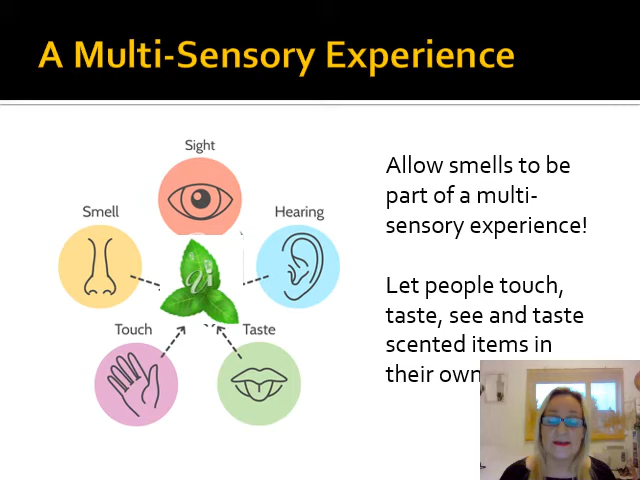 A Multi-Sensory Experience
Sight
Smell
Hearing
Touch
Taste
Allow smells to be
part of a multi-
sensory experience!
Let people touch,
taste, see and taste
scented items in
their own